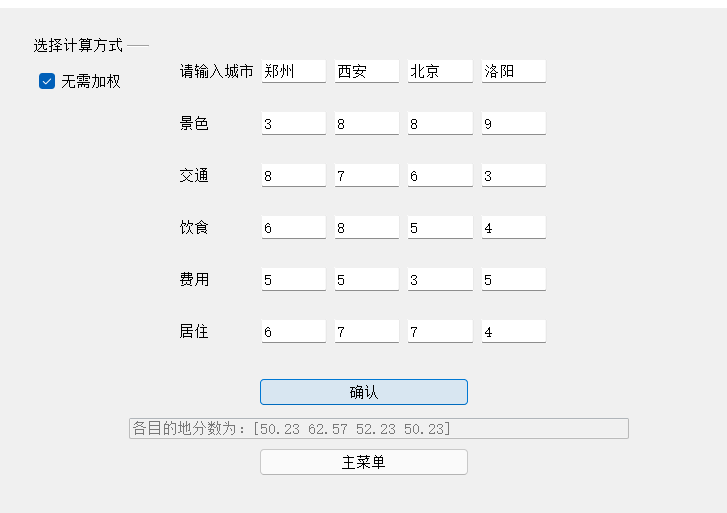 选择计算方式
无需加权
请输入城市 郑州 西安 北京 洛阳
景色 3 8 8 9
交通 8 7 6 3
饮食 6 8 5 4
费用 5 5 3 5
居住 6 7 7 4
确认
各目的地分数为：[50.23 62.57 52.23 50.23]
主菜单